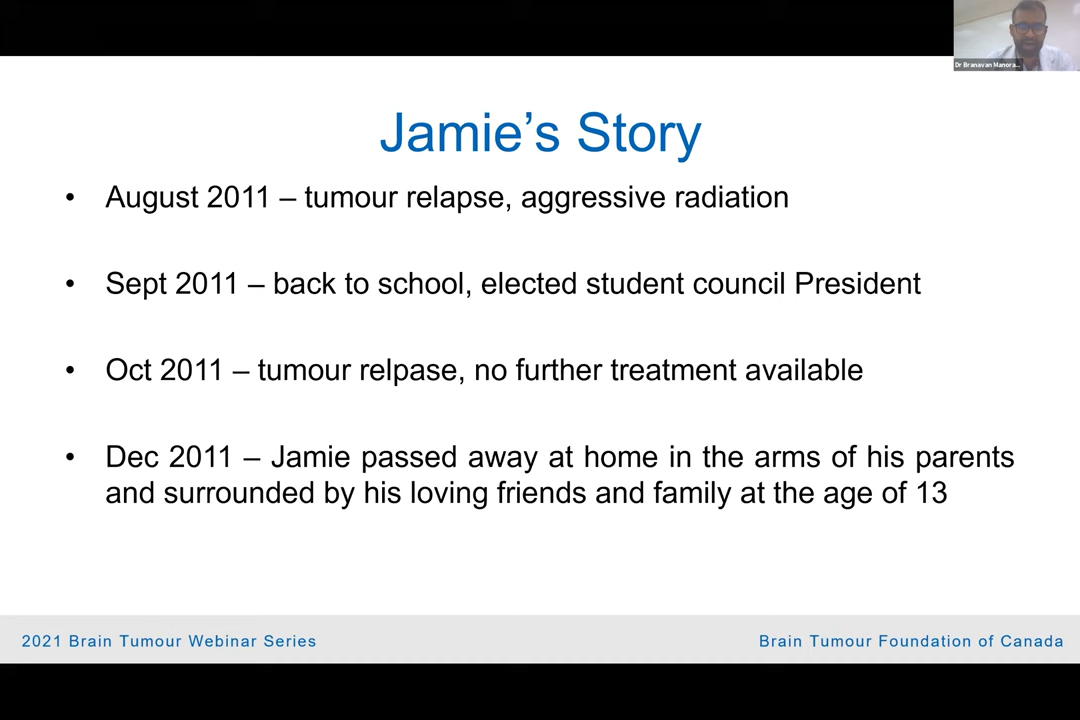 Dr Branavan Manora...
Jamie's Story
• August 2011 – tumour relapse, aggressive radiation
• Sept 2011 – back to school, elected student council President
• Oct 2011 – tumour relpase, no further treatment available
• Dec 2011 – Jamie passed away at home in the arms of his parents
and surrounded by his loving friends and family at the age of 13
2021 Brain Tumour Webinar Series
Brain Tumour Foundation of Canada